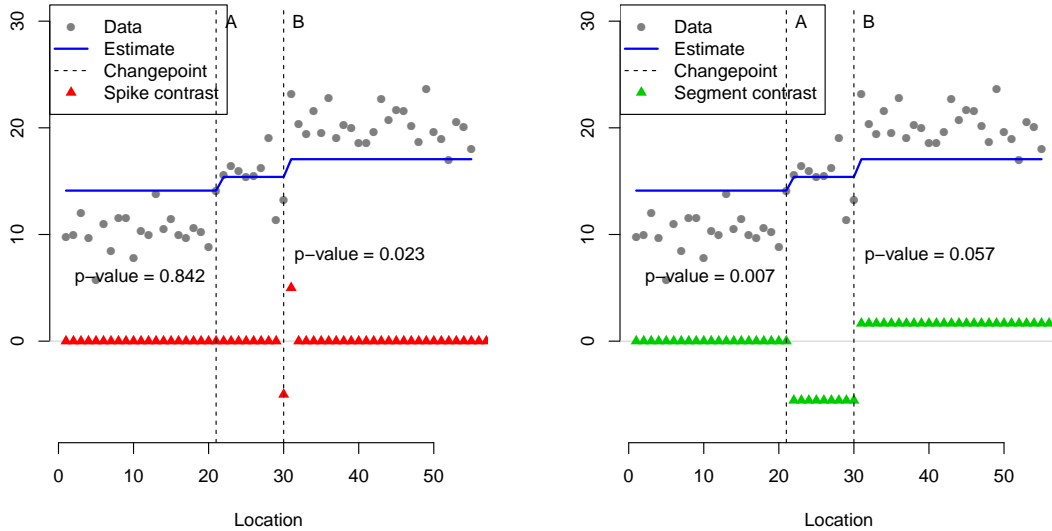 A
B
Data
Estimate
Changepoint
Spike contrast
p−value = 0.842
p−value = 0.023
30
20
10
0
0
10
20
30
40
50
Location
A
B
Data
Estimate
Changepoint
Segment contrast
p−value = 0.007
p−value = 0.057
30
20
10
0
0
10
20
30
40
50
Location